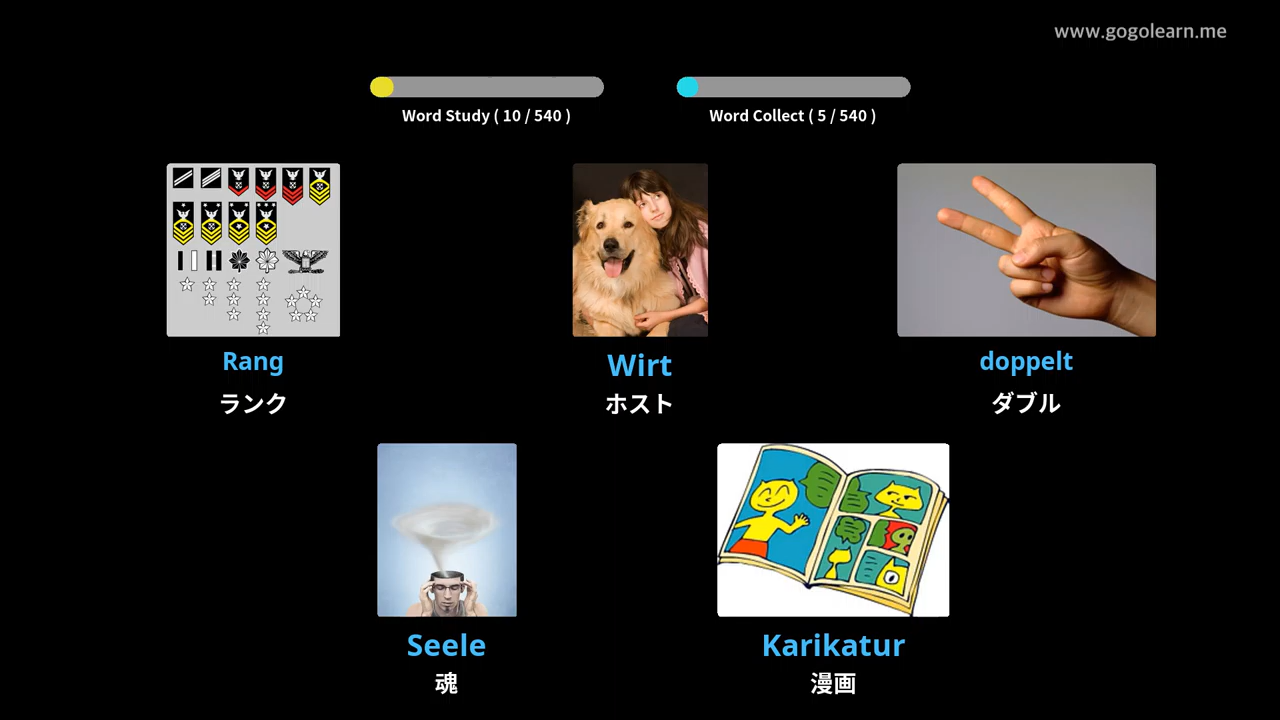 www.gogolearn.me
Word Study ( 10 / 540 )
Word Collect ( 5 / 540 )
Rang
ランク
Wirt
ホスト
doppelt
ダブル
Seele
魂
Karikatur
漫画